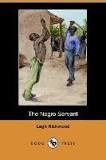 The Negro Servant
Legh Richmond
DODO PRESS